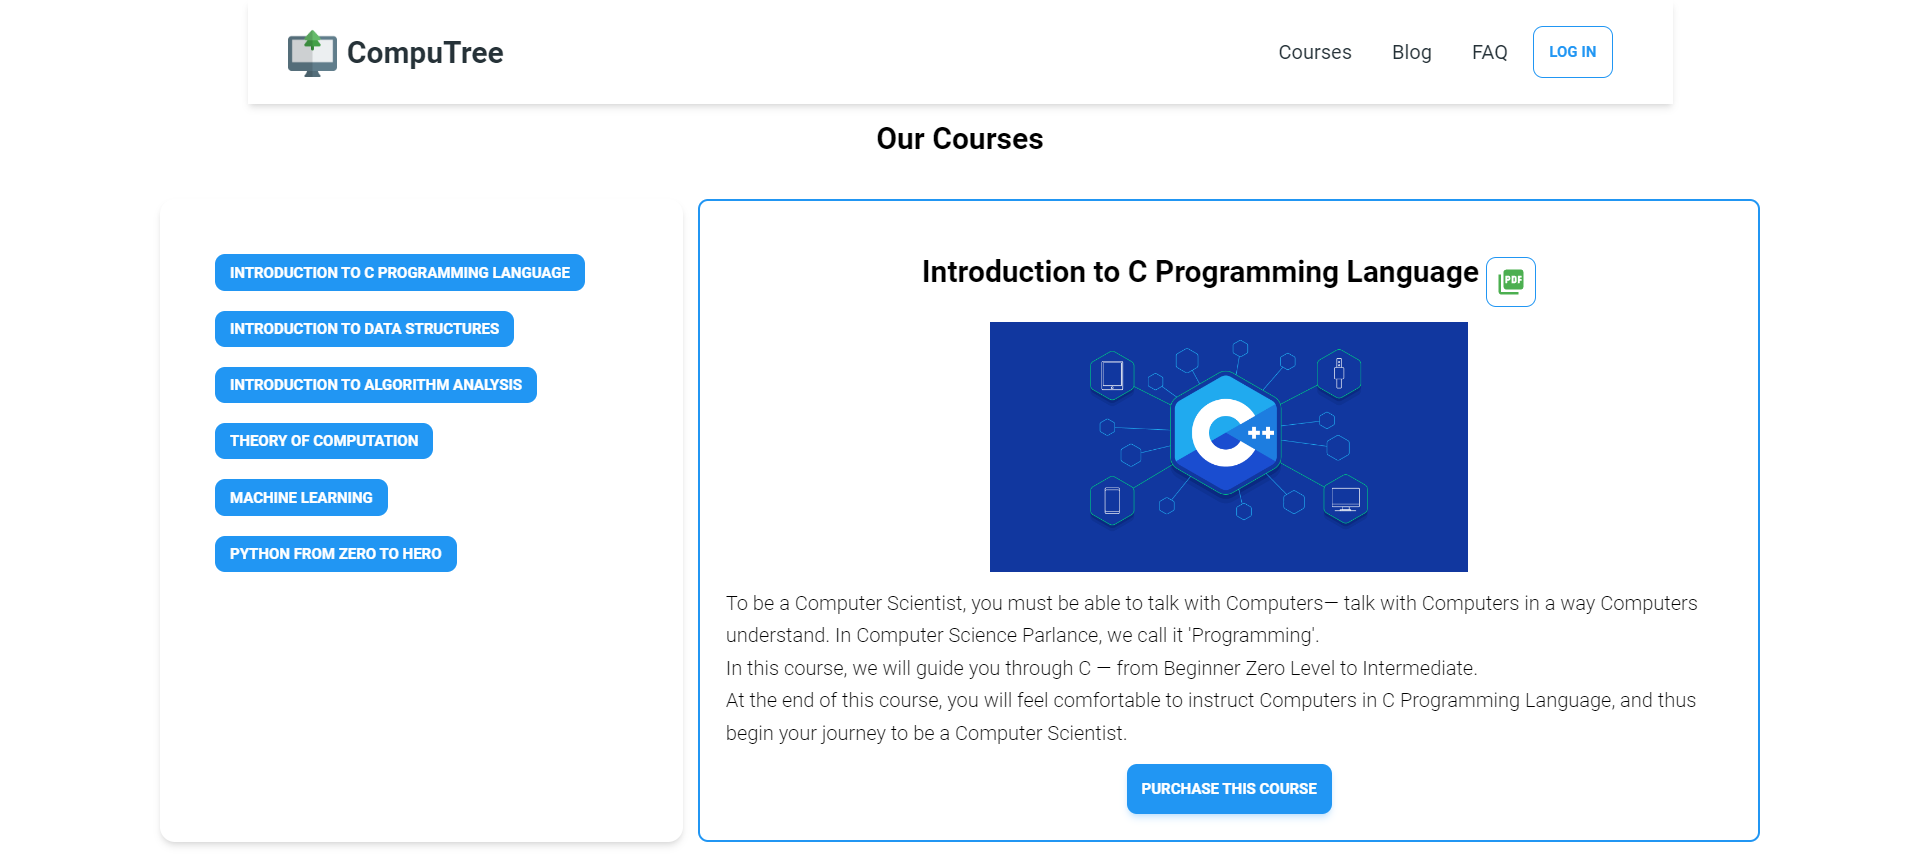 CompuTree
Courses
Blog
FAQ
LOG IN
Our Courses
INTRODUCTION TO C PROGRAMMING LANGUAGE
INTRODUCTION TO DATA STRUCTURES
INTRODUCTION TO ALGORITHM ANALYSIS
THEORY OF COMPUTATION
MACHINE LEARNING
PYTHON FROM ZERO TO HERO
Introduction to C Programming Language
PDF
C++
To be a Computer Scientist, you must be able to talk with Computers— talk with Computers in a way Computers
understand. In Computer Science Parlance, we call it 'Programming'.
In this course, we will guide you through C — from Beginner Zero Level to Intermediate.
At the end of this course, you will feel comfortable to instruct Computers in C Programming Language, and thus
begin your journey to be a Computer Scientist.
PURCHASE THIS COURSE